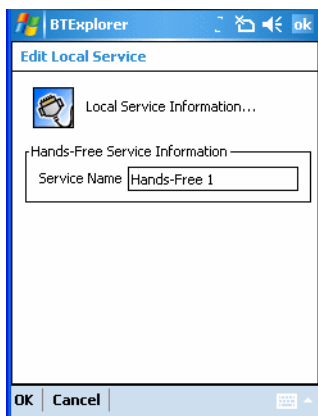 BTExplorer
ok
Edit Local Service
Local Service Information...
Hands-Free Service Information
Service Name Hands-Free 1
OK Cancel